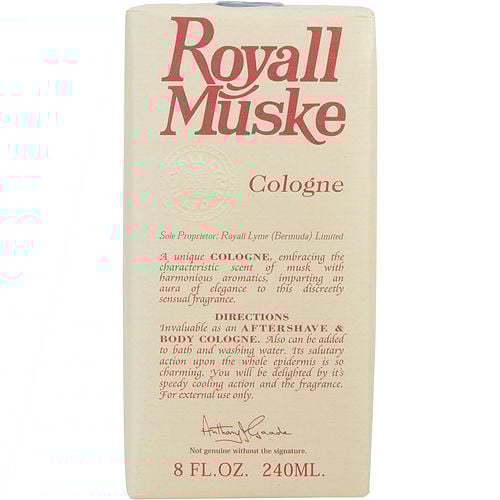 Royall
Muske
Cologne
Sole Proprietor: Royall Lyme (Bermuda) Limited
A unique COLOGNE, embracing the
characteristic scent of musk with
harmonious aromatics, imparting an
aura of elegance to this discreetly
sensual fragrance.
DIRECTIONS
Invaluable as an AFTERSHAVE &
BODY COLOGNE. Also can be added
to bath and washing water. Its salutary
action upon the whole epidermis is so
charming. You will be delighted by it's
speedy cooling action and the fragrance.
For external use only.
Anthony J Gaade
Not genuine without the signature.
8 FL.OZ. 240ML.